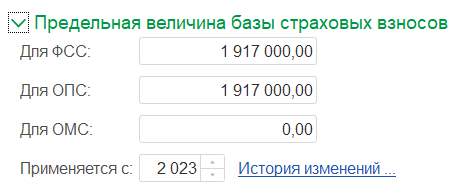 Предельная величина базы страховых взносов
Для ФСС: 1 917 000,00
Для ОПС: 1 917 000,00
Для ОМС: 0,00
Применяется с: 2 023 История изменений ...